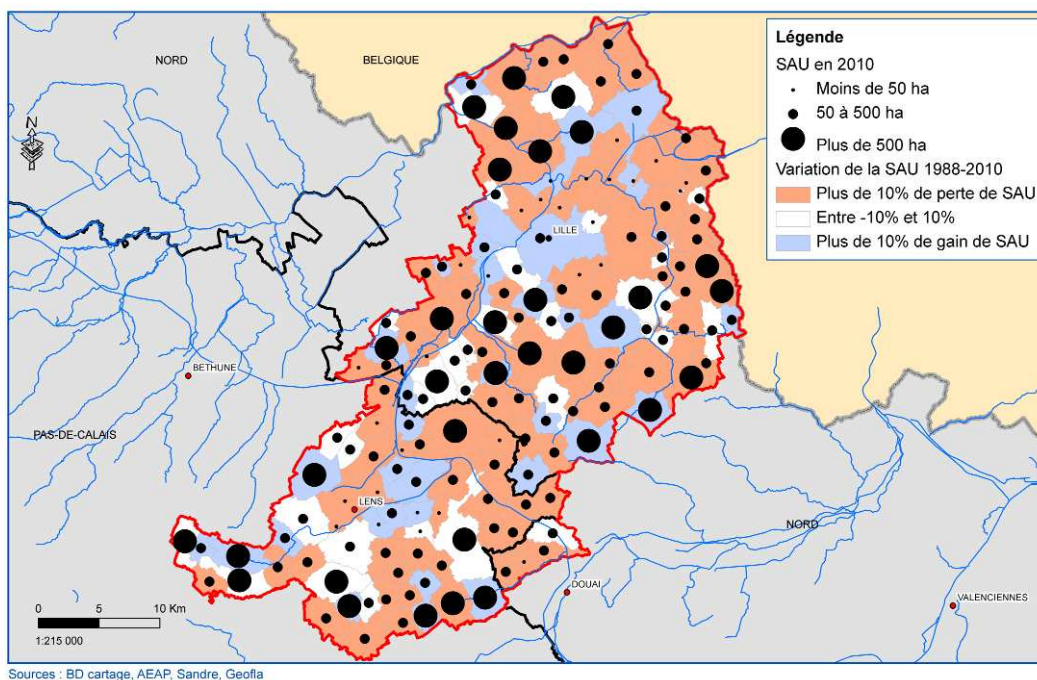 NORD
BELGIQUE
Légende
SAU en 2010
Moins de 50 ha
50 à 500 ha
Plus de 500 ha
Variation de la SAU 1988-2010
Plus de 10% de perte de SAU
Entre -10% et 10%
Plus de 10% de gain de SAU
N
LILLE
BETHUNE
PAS-DE-CALAIS
LENS
NORD
DOUAI
VALENCIENNES
0 5 10 Km
1:215 000
Sources : BD cartage, AEAP, Sandre, Geofla